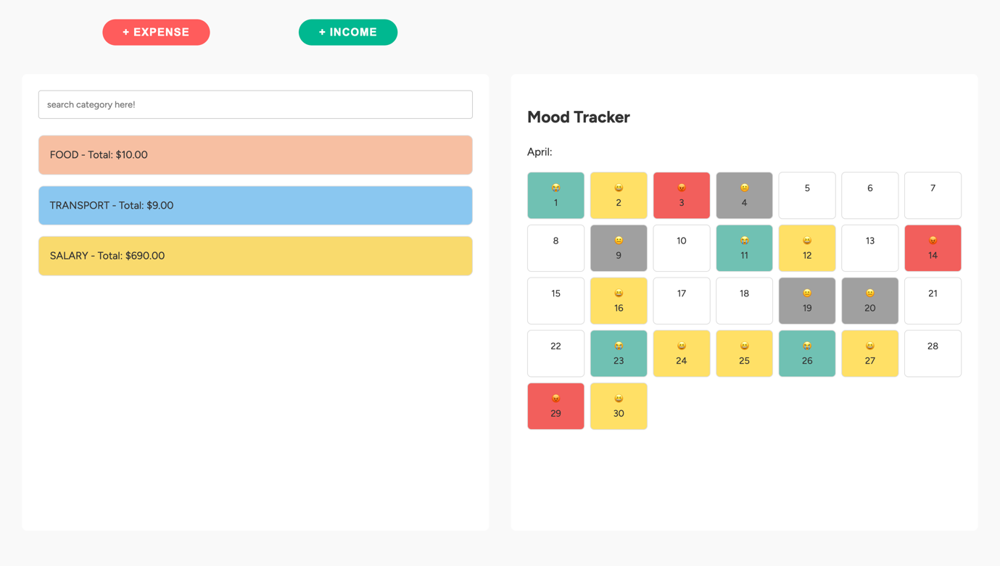 + EXPENSE
+ INCOME
search category here!
FOOD - Total: $10.00
TRANSPORT - Total: $9.00
SALARY - Total: $690.00
Mood Tracker
April:
1 2 3 4 5 6 7
8 9 10 11 12 13 14
15 16 17 18 19 20 21
22 23 24 25 26 27 28
29 30